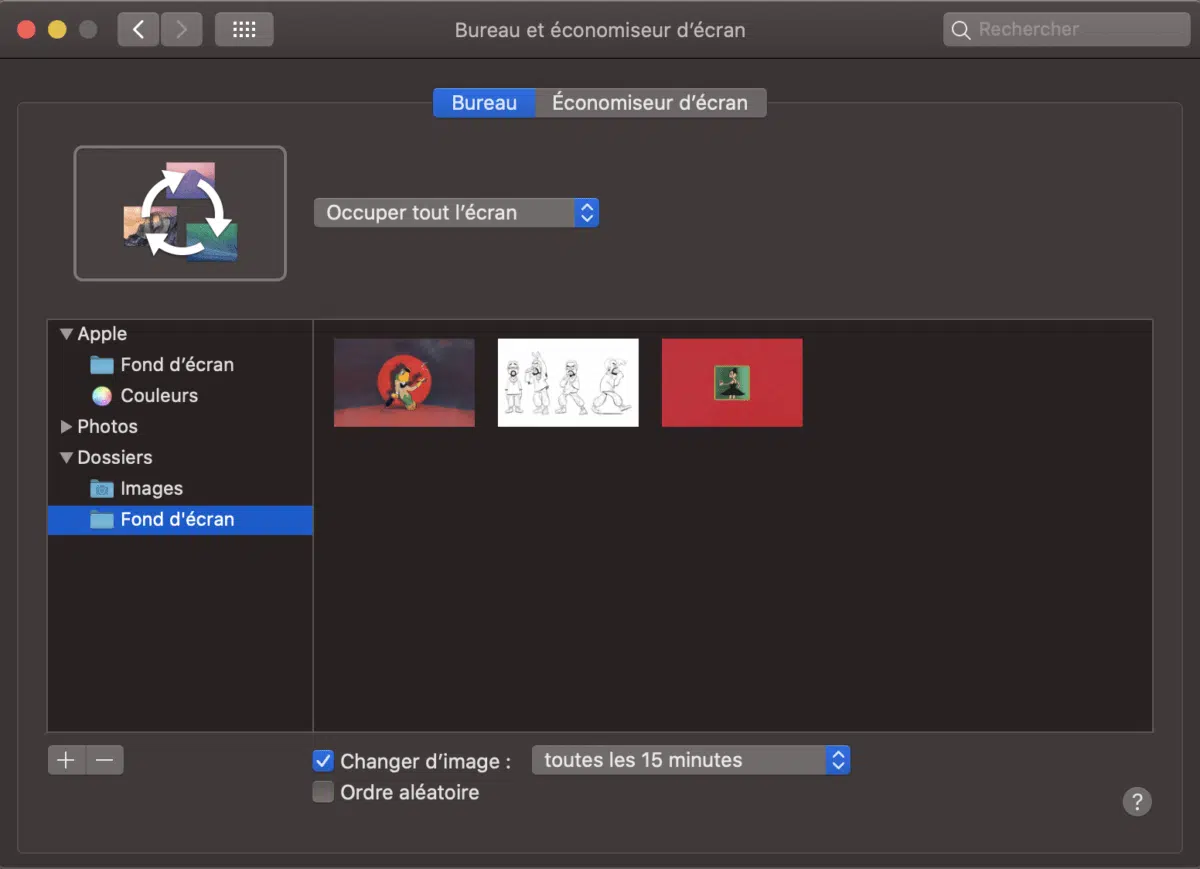 Bureau et économiseur d’écran
Rechercher
Bureau
Économiseur d’écran
Occuper tout l’écran
Apple
Fond d’écran
Couleurs
Photos
Dossiers
Images
Fond d'écran
Changer d’image :
toutes les 15 minutes
Ordre aléatoire
?